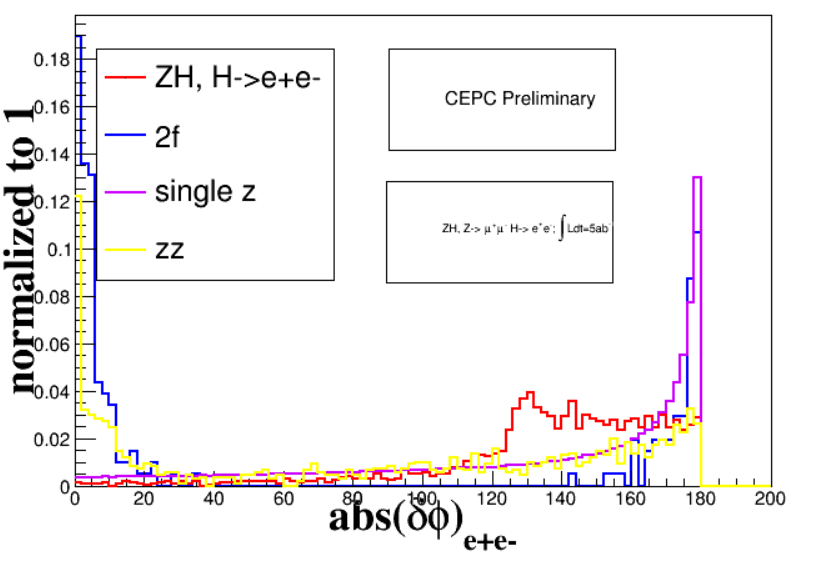 normalized to 1
0.18
0.16
0.14
0.12
0.1
0.08
0.06
0.04
0.02
0
ZH, H->e+e-
2f
single z
zz
CEPC Preliminary
ZH, Z-> μ⁺μ⁻ H-> e⁺e⁻; ∫Ldt=5ab⁻
0 20 40 60 80 100 120 140 160 180 200
abs(δϕ)e+e-